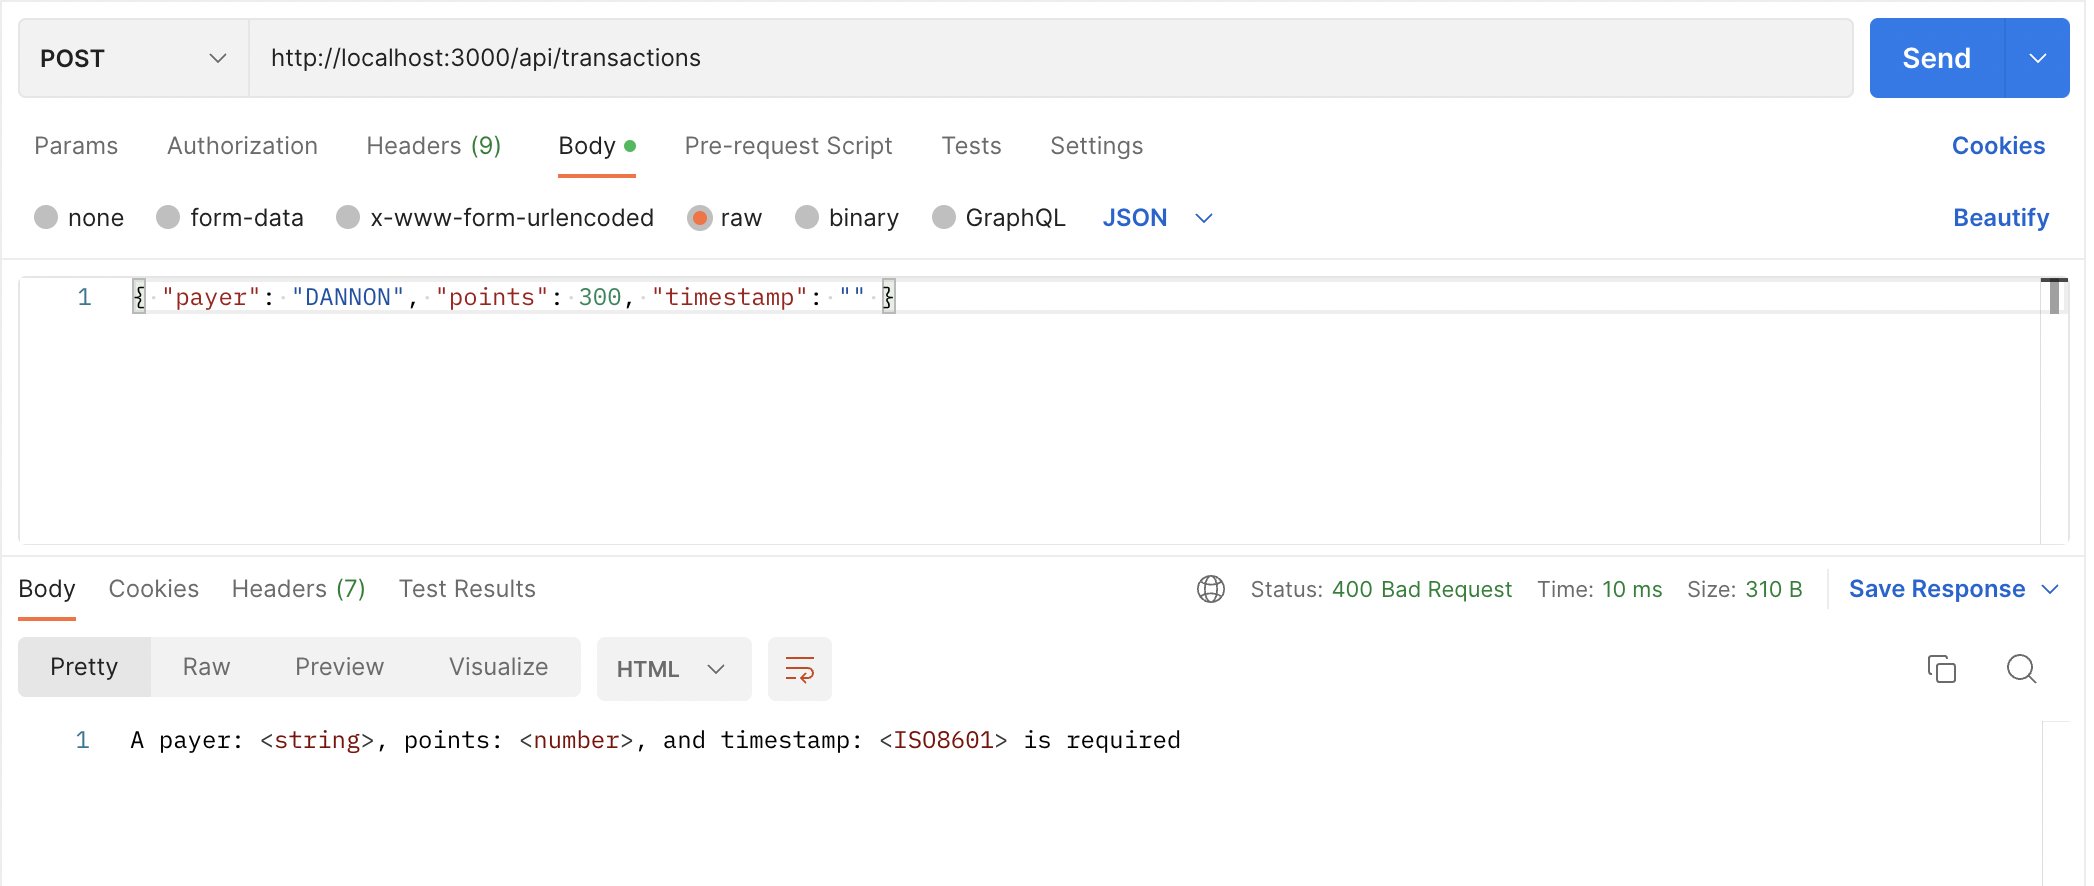 POST http://localhost:3000/api/transactions Send
Params Authorization Headers (9) Body Pre-request Script Tests Settings Cookies
none form-data x-www-form-urlencoded raw binary GraphQL JSON Beautify
1 { "payer": "DANNON", "points": 300, "timestamp": "" }
Body Cookies Headers (7) Test Results Status: 400 Bad Request Time: 10 ms Size: 310 B Save Response
Pretty Raw Preview Visualize HTML
1 A payer: <string>, points: <number>, and timestamp: <ISO8601> is required